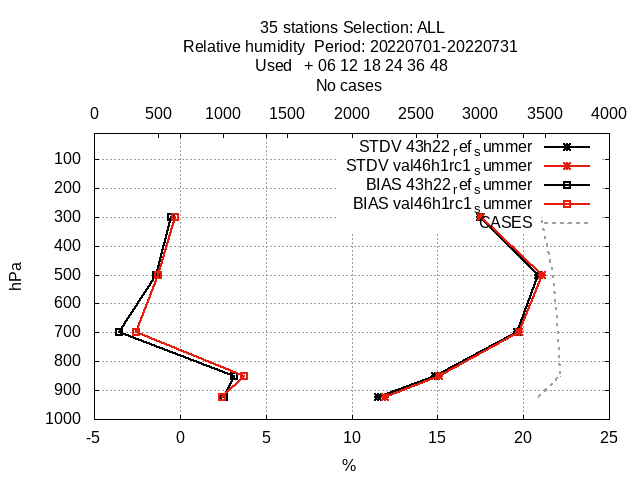 35 stations Selection: ALL
Relative humidity  Period: 20220701-20220731
Used   + 06 12 18 24 36 48
No cases
0 500 1000 1500 2000 2500 3000 3500 4000
STDV 43h22_ref_summer
STDV val46h1rc1_summer
BIAS 43h22_ref_summer
BIAS val46h1rc1_summer
CASES
100
200
300
400
500
600
700
800
900
1000
hPa
-5 0 5 10 15 20 25
%